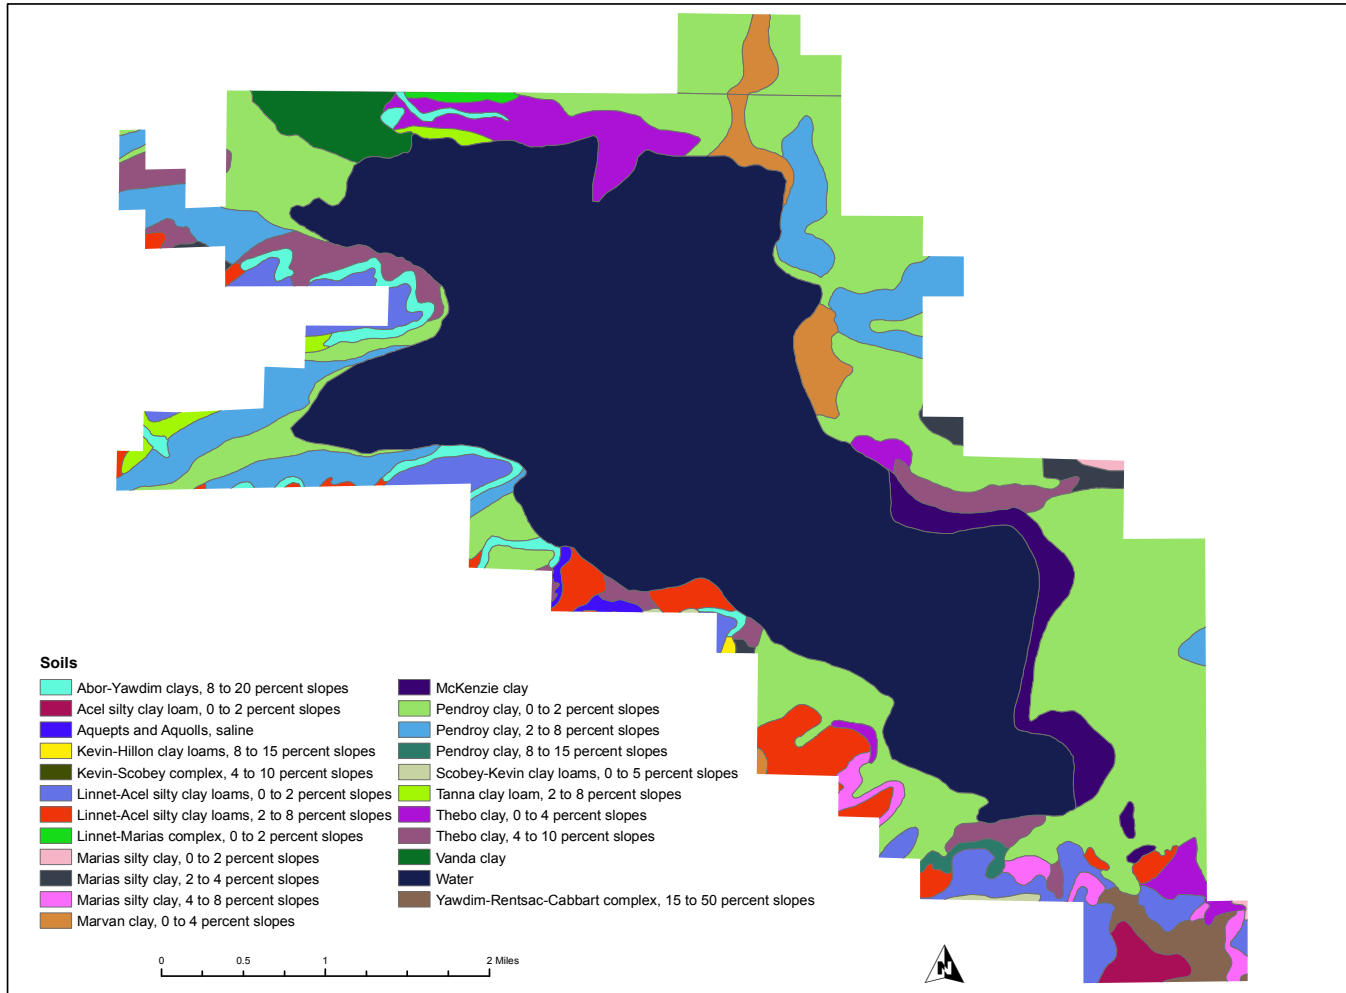 Soils
Abor-Yawdim clays, 8 to 20 percent slopes
Acel silty clay loam, 0 to 2 percent slopes
Aquepts and Aquolls, saline
Kevin-Hillon clay loams, 8 to 15 percent slopes
Kevin-Scobey complex, 4 to 10 percent slopes
Linnet-Acel silty clay loams, 0 to 2 percent slopes
Linnet-Acel silty clay loams, 2 to 8 percent slopes
Linnet-Marias complex, 0 to 2 percent slopes
Marias silty clay, 0 to 2 percent slopes
Marias silty clay, 2 to 4 percent slopes
Marias silty clay, 4 to 8 percent slopes
Marvan clay, 0 to 4 percent slopes
McKenzie clay
Pendroy clay, 0 to 2 percent slopes
Pendroy clay, 2 to 8 percent slopes
Pendroy clay, 8 to 15 percent slopes
Scobey-Kevin clay loams, 0 to 5 percent slopes
Tanna clay loam, 2 to 8 percent slopes
Thebo clay, 0 to 4 percent slopes
Thebo clay, 4 to 10 percent slopes
Vanda clay
Water
Yawdim-Rentsac-Cabbart complex, 15 to 50 percent slopes
0 0.5 1 2 Miles
N